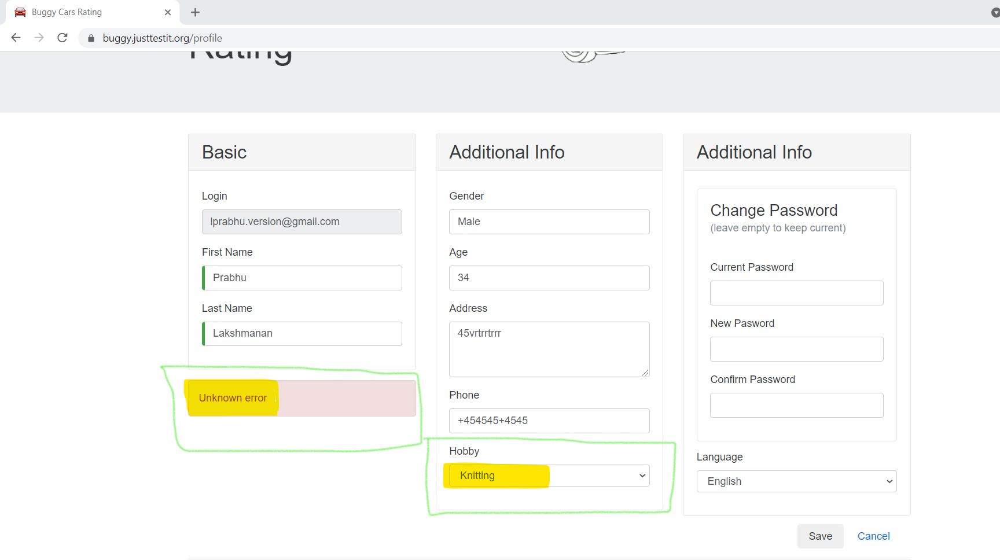 Buggy Cars Rating
buggy.justtestit.org/profile
Rating
Basic
Login
lprabhu.version@gmail.com
First Name
Prabhu
Last Name
Lakshmanan
Unknown error
Additional Info
Gender
Male
Age
34
Address
45vrtrrtrrr
Phone
+454545+4545
Hobby
Knitting
Additional Info
Change Password
(leave empty to keep current)
Current Password
New Pasword
Confirm Password
Language
English
Save Cancel